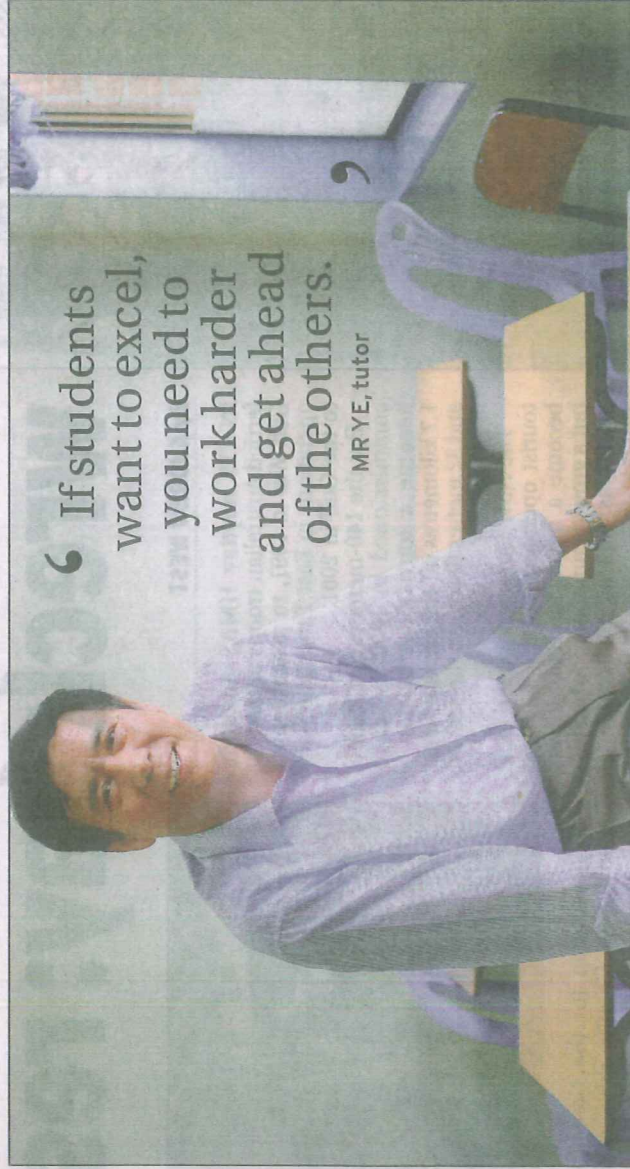 ‘ If students
want to excel,
you need to
work harder
and get ahead
of the others. ’
MR YE, tutor